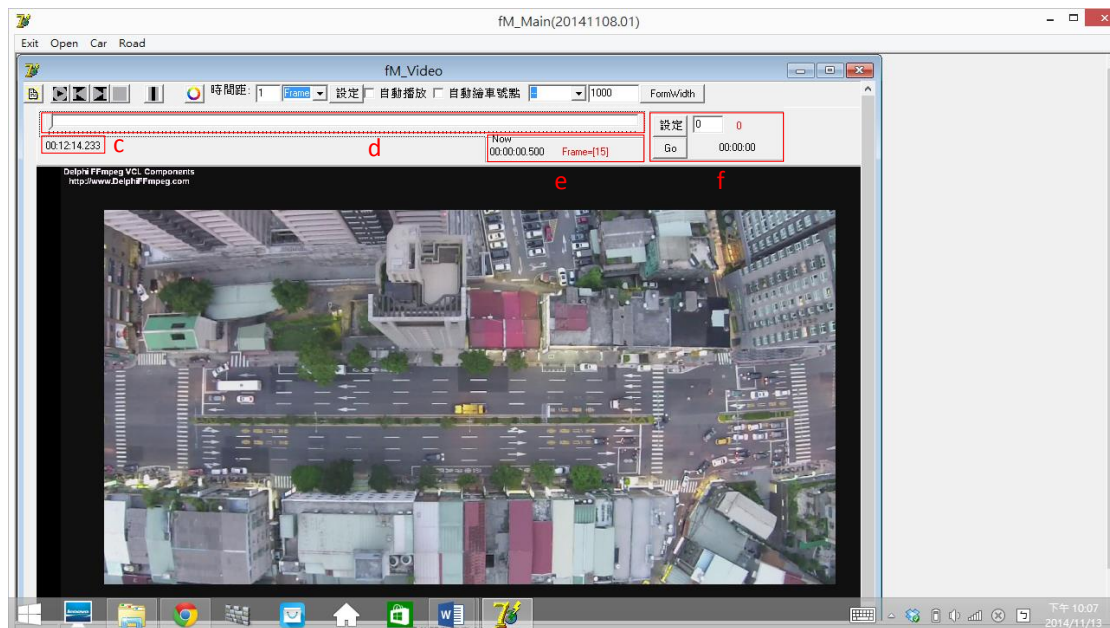 fM_Main(20141108.01)
Exit Open Car Road
fM_Video
時間距: 1 Frame 設定 自動播放 自動繪車號點 -- 1000 FormWidth
設定 0 0
00:12:14.233 c d Now
00:00:00.500 Frame=[15] Go 00:00:00
e f
Delphi FFmpeg VCL Components
http://www.DelphiFFmpeg.com
下午 10:07
2014/11/13